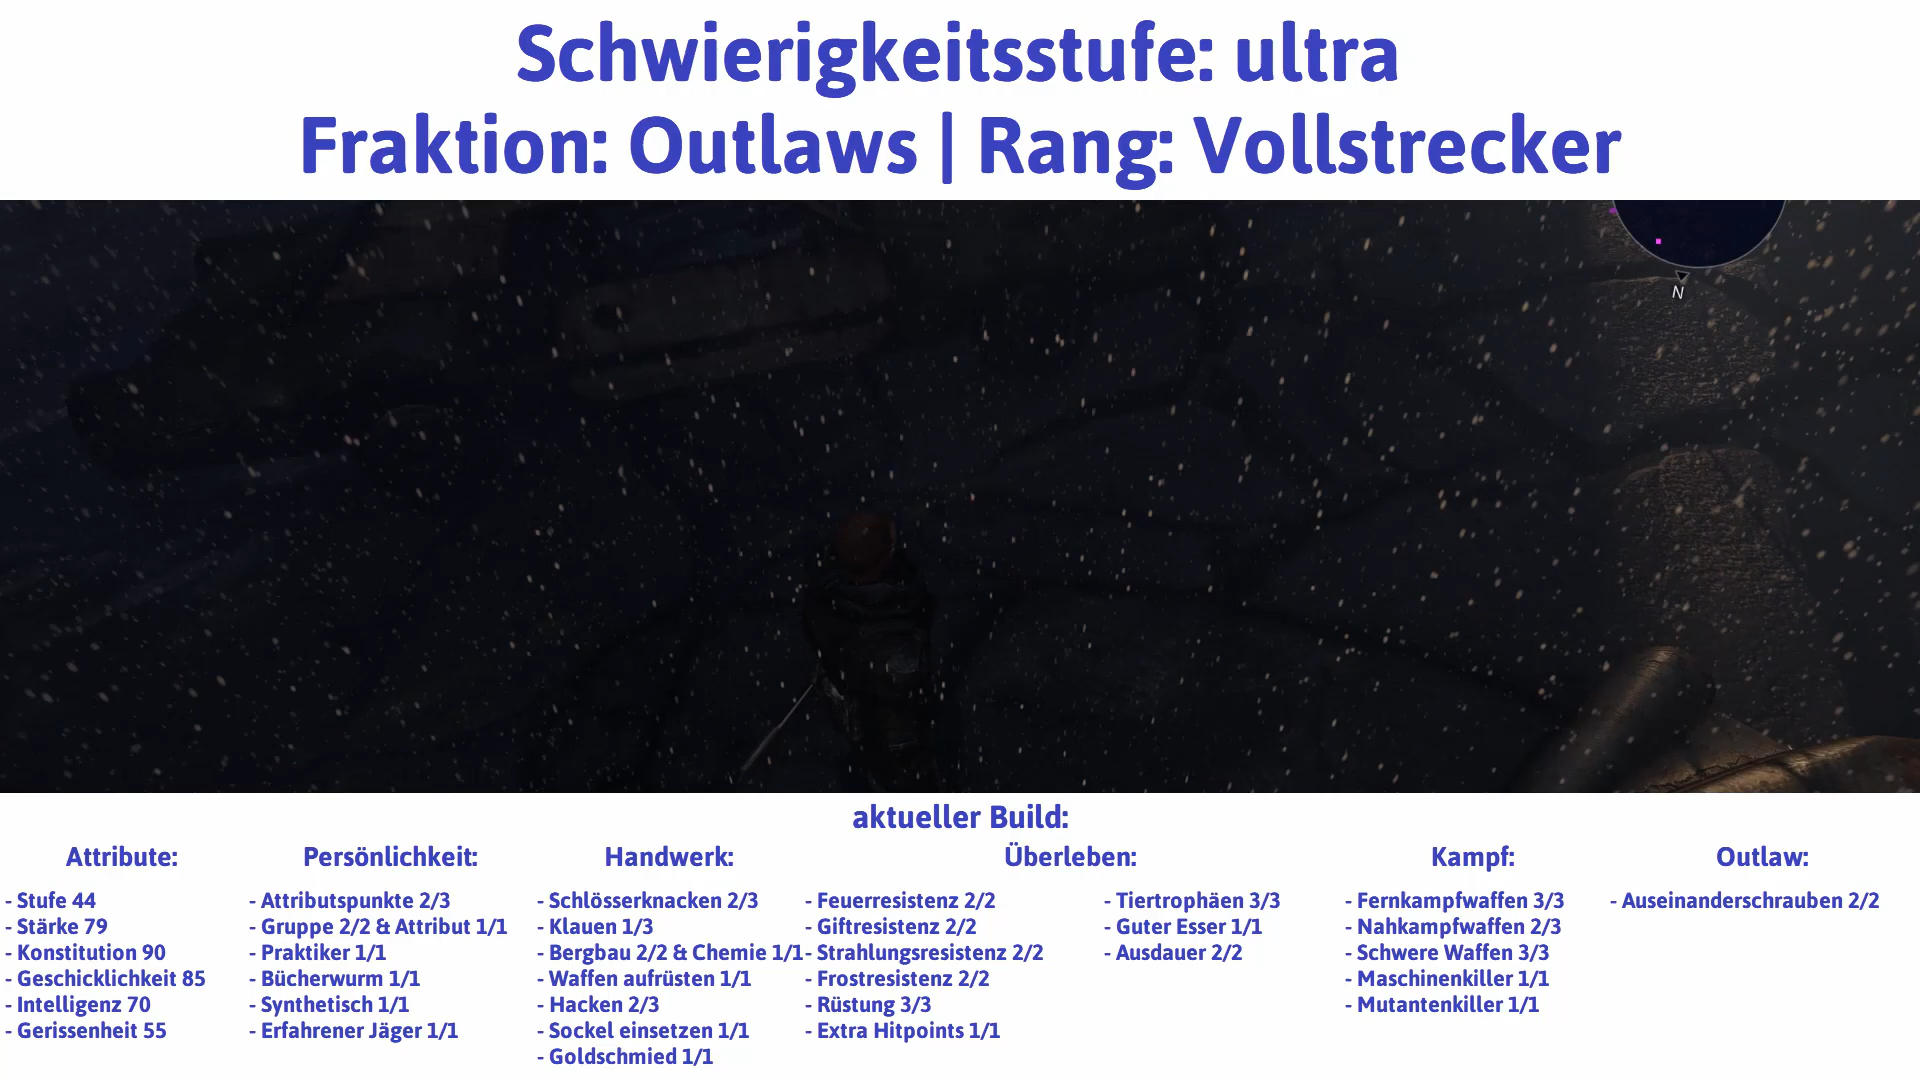 Schwierigkeitsstufe: ultra
Fraktion: Outlaws | Rang: Vollstrecker
N
aktueller Build:
Attribute:
- Stufe 44
- Stärke 79
- Konstitution 90
- Geschicklichkeit 85
- Intelligenz 70
- Gerissenheit 55
Persönlichkeit:
- Attributspunkte 2/3
- Gruppe 2/2 & Attribut 1/1
- Praktiker 1/1
- Bücherwurm 1/1
- Synthetisch 1/1
- Erfahrener Jäger 1/1
Handwerk:
- Schlösserknacken 2/3
- Klauen 1/3
- Bergbau 2/2 & Chemie 1/1
- Waffen aufrüsten 1/1
- Hacken 2/3
- Sockel einsetzen 1/1
- Goldschmied 1/1
Überleben:
- Feuerresistenz 2/2
- Giftresistenz 2/2
- Strahlungsresistenz 2/2
- Frostresistenz 2/2
- Rüstung 3/3
- Extra Hitpoints 1/1
- Tiertrophäen 3/3
- Guter Esser 1/1
- Ausdauer 2/2
Kampf:
- Fernkampfwaffen 3/3
- Nahkampfwaffen 2/3
- Schwere Waffen 3/3
- Maschinenkiller 1/1
- Mutantenkiller 1/1
Outlaw:
- Auseinanderschrauben 2/2